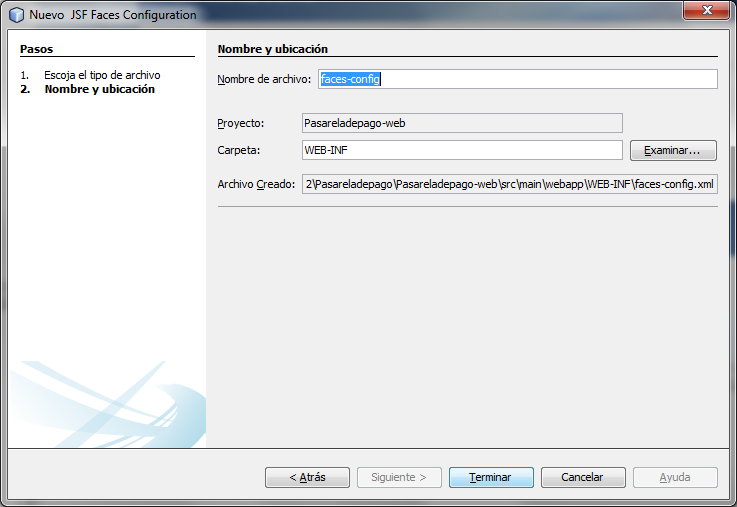 Nuevo JSF Faces Configuration
Pasos
1. Escoja el tipo de archivo
2. Nombre y ubicación
Nombre y ubicación
Nombre de archivo: faces-config
Proyecto: Pasareladepago-web
Carpeta: WEB-INF Examinar...
Archivo Creado: 2\Pasareladepago\Pasareladepago-web\src\main\webapp\WEB-INF\faces-config.xml
< Atrás Siguiente > Terminar Cancelar Ayuda